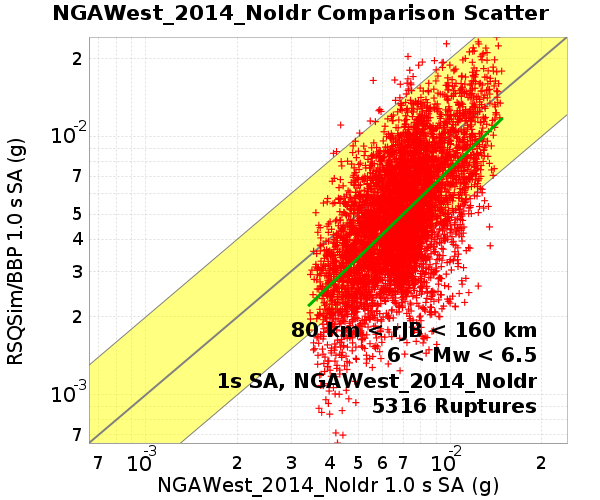 NGAWest_2014_NoIdr Comparison Scatter
RSQSim/BBP 1.0 s SA (g)
2
10-2
7
5
4
3
2
10-3
7
80 km < rJB < 160 km
6 < Mw < 6.5
1s SA, NGAWest_2014_NoIdr
5316 Ruptures
7 10-3 2 3 4 5 6 7 10-2 2
NGAWest_2014_NoIdr 1.0 s SA (g)